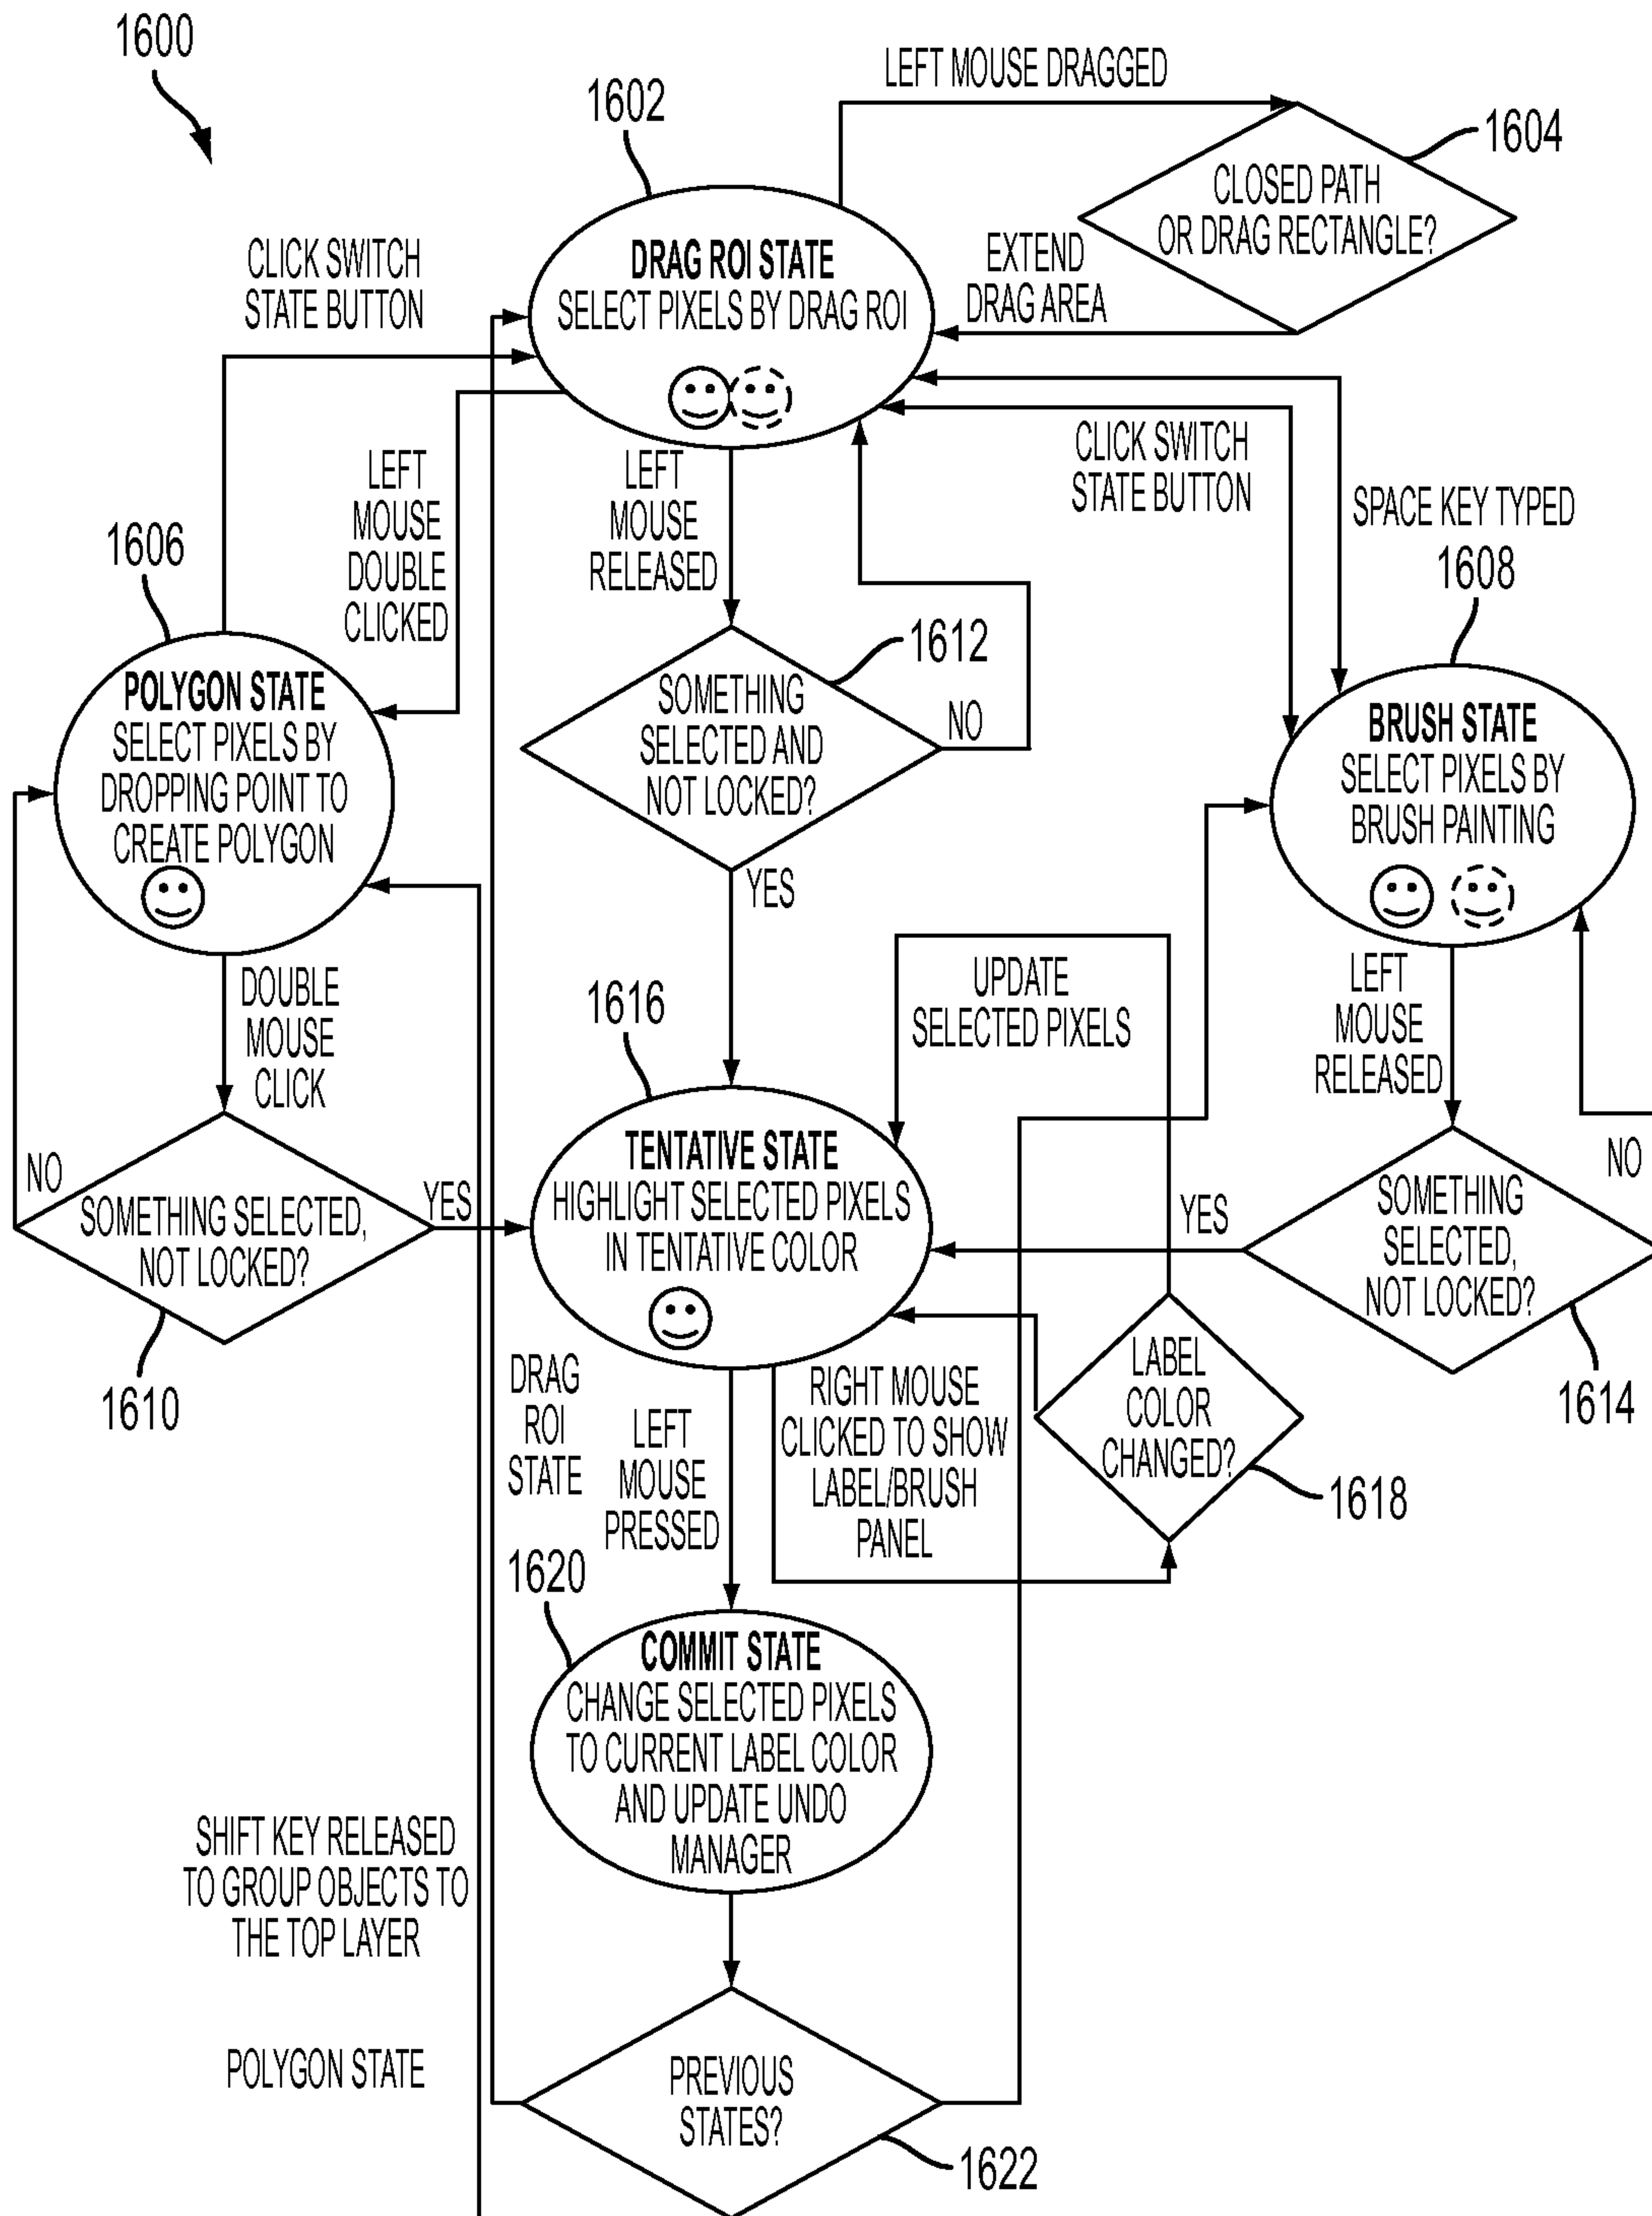 1600
LEFT MOUSE DRAGGED
1602
1604
CLOSED PATH
OR DRAG RECTANGLE?
DRAG ROI STATE
SELECT PIXELS BY DRAG ROI
EXTEND
DRAG AREA
CLICK SWITCH
STATE BUTTON
CLICK SWITCH
STATE BUTTON
LEFT
MOUSE
DOUBLE
CLICKED
LEFT
MOUSE
RELEASED
SPACE KEY TYPED
1606
1608
1612
POLYGON STATE
SELECT PIXELS BY
DROPPING POINT TO
CREATE POLYGON
SOMETHING
SELECTED AND
NOT LOCKED?
NO
BRUSH STATE
SELECT PIXELS BY
BRUSH PAINTING
YES
DOUBLE
MOUSE
CLICK
1616
UPDATE
SELECTED PIXELS
LEFT
MOUSE
RELEASED
NO
SOMETHING SELECTED,
NOT LOCKED?
YES
1610
TENTATIVE STATE
HIGHLIGHT SELECTED PIXELS
IN TENTATIVE COLOR
YES
SOMETHING
SELECTED,
NOT LOCKED?
NO
1614
DRAG
ROI
STATE
LEFT
MOUSE
PRESSED
RIGHT MOUSE
CLICKED TO SHOW
LABEL/BRUSH
PANEL
LABEL
COLOR
CHANGED?
1618
1620
COMMIT STATE
CHANGE SELECTED PIXELS
TO CURRENT LABEL COLOR
AND UPDATE UNDO
MANAGER
SHIFT KEY RELEASED
TO GROUP OBJECTS TO
THE TOP LAYER
POLYGON STATE
PREVIOUS
STATES?
1622